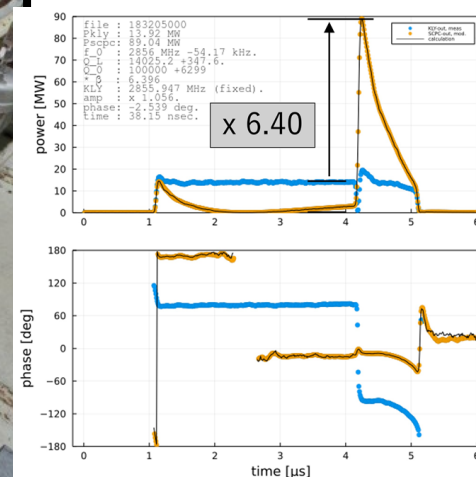 file : 183205000
Pkly : 13.92 MW
Pscpc: 89.04 MW
f_0 : 2856 MHz -54.17 kHz.
Q_L : 14025.2 +347.6.
Q_0 : 100000 +6299
* β : 6.396
KLY : 2855.947 MHz (fixed).
amp : x 1.056.
phase: -2.539 deg.
time : 38.15 nsec.
KLY-out, meas.
SCPC-out, mod.
calculation
x 6.40
power [MW]
90
80
70
60
50
40
30
20
10
0
0
1
2
3
4
5
6
phase [deg]
180
120
60
0
−60
−120
−180
0
1
2
3
4
5
6
time [μs]